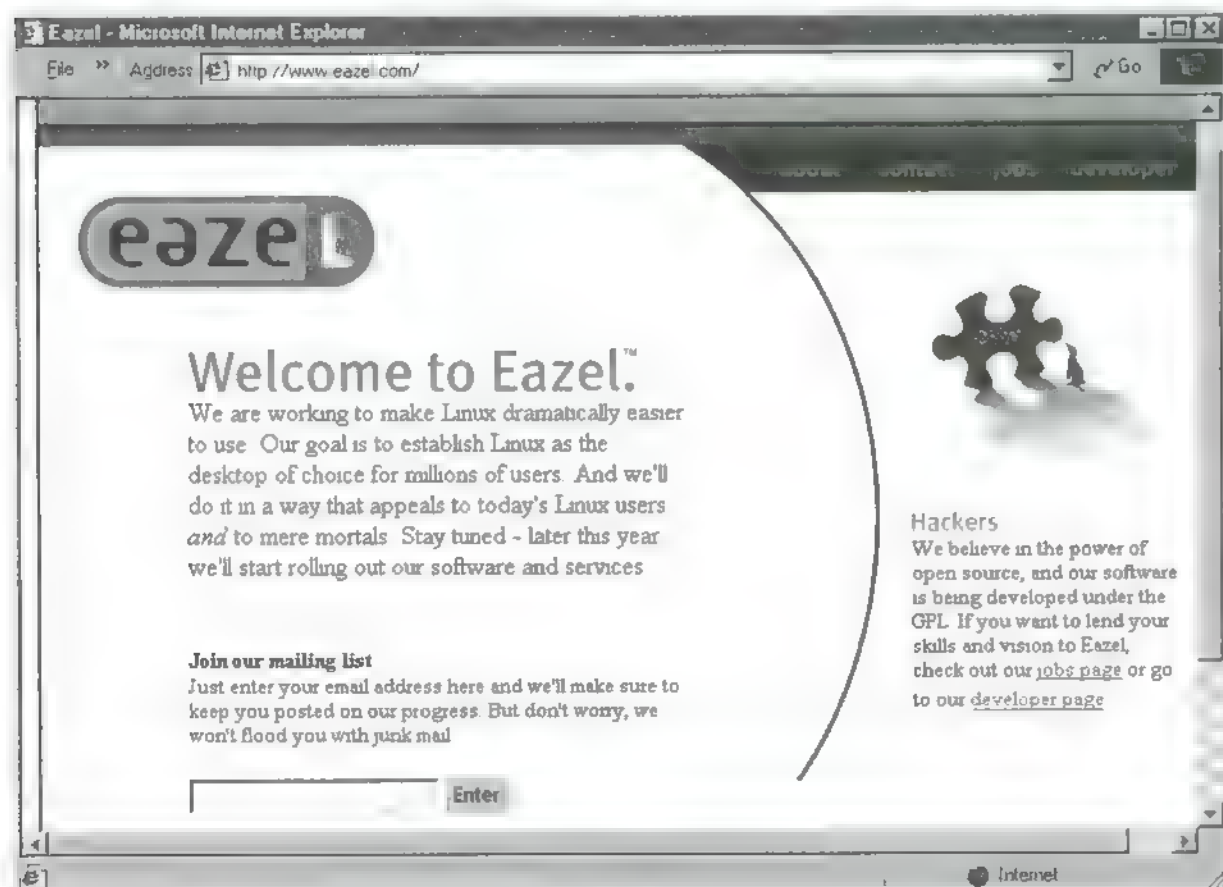 Eazel - Microsoft Internet Explorer
File » Address http://www.eazel.com/ Go
about contact jobs developer
eazel
Welcome to Eazel.™
We are working to make Linux dramatically easier
to use. Our goal is to establish Linux as the
desktop of choice for millions of users. And we'll
do it in a way that appeals to today's Linux users
and to mere mortals. Stay tuned - later this year
we'll start rolling out our software and services
Join our mailing list
Just enter your email address here and we'll make sure to
keep you posted on our progress. But don't worry, we
won't flood you with junk mail
Enter
Hackers
We believe in the power of
open source, and our software
is being developed under the
GPL. If you want to lend your
skills and vision to Eazel,
check out our jobs page or go
to our developer page
Internet